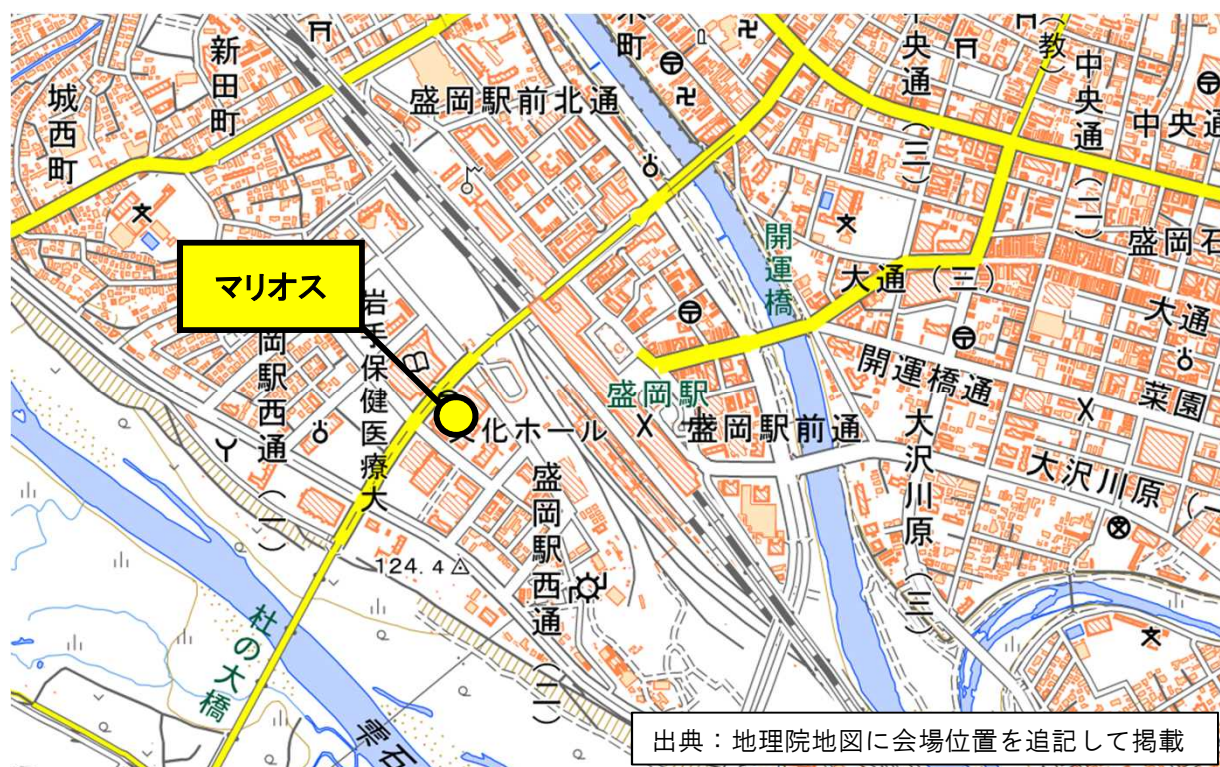 新田町
城西町
盛岡駅前北通
木町
中央通（三）
（教）
中央通（二）
中央通
盛岡石
マリオス
開運橋
大通（三）
大通
開運橋通
菜園
岡駅西通（一）
岩手保健医療大
盛岡駅
文化ホール
盛岡駅前通
大沢川原（三）
大沢川原（一
盛岡駅西通（二）
124.4
杜の大橋
雫石
出典：地理院地図に会場位置を追記して掲載